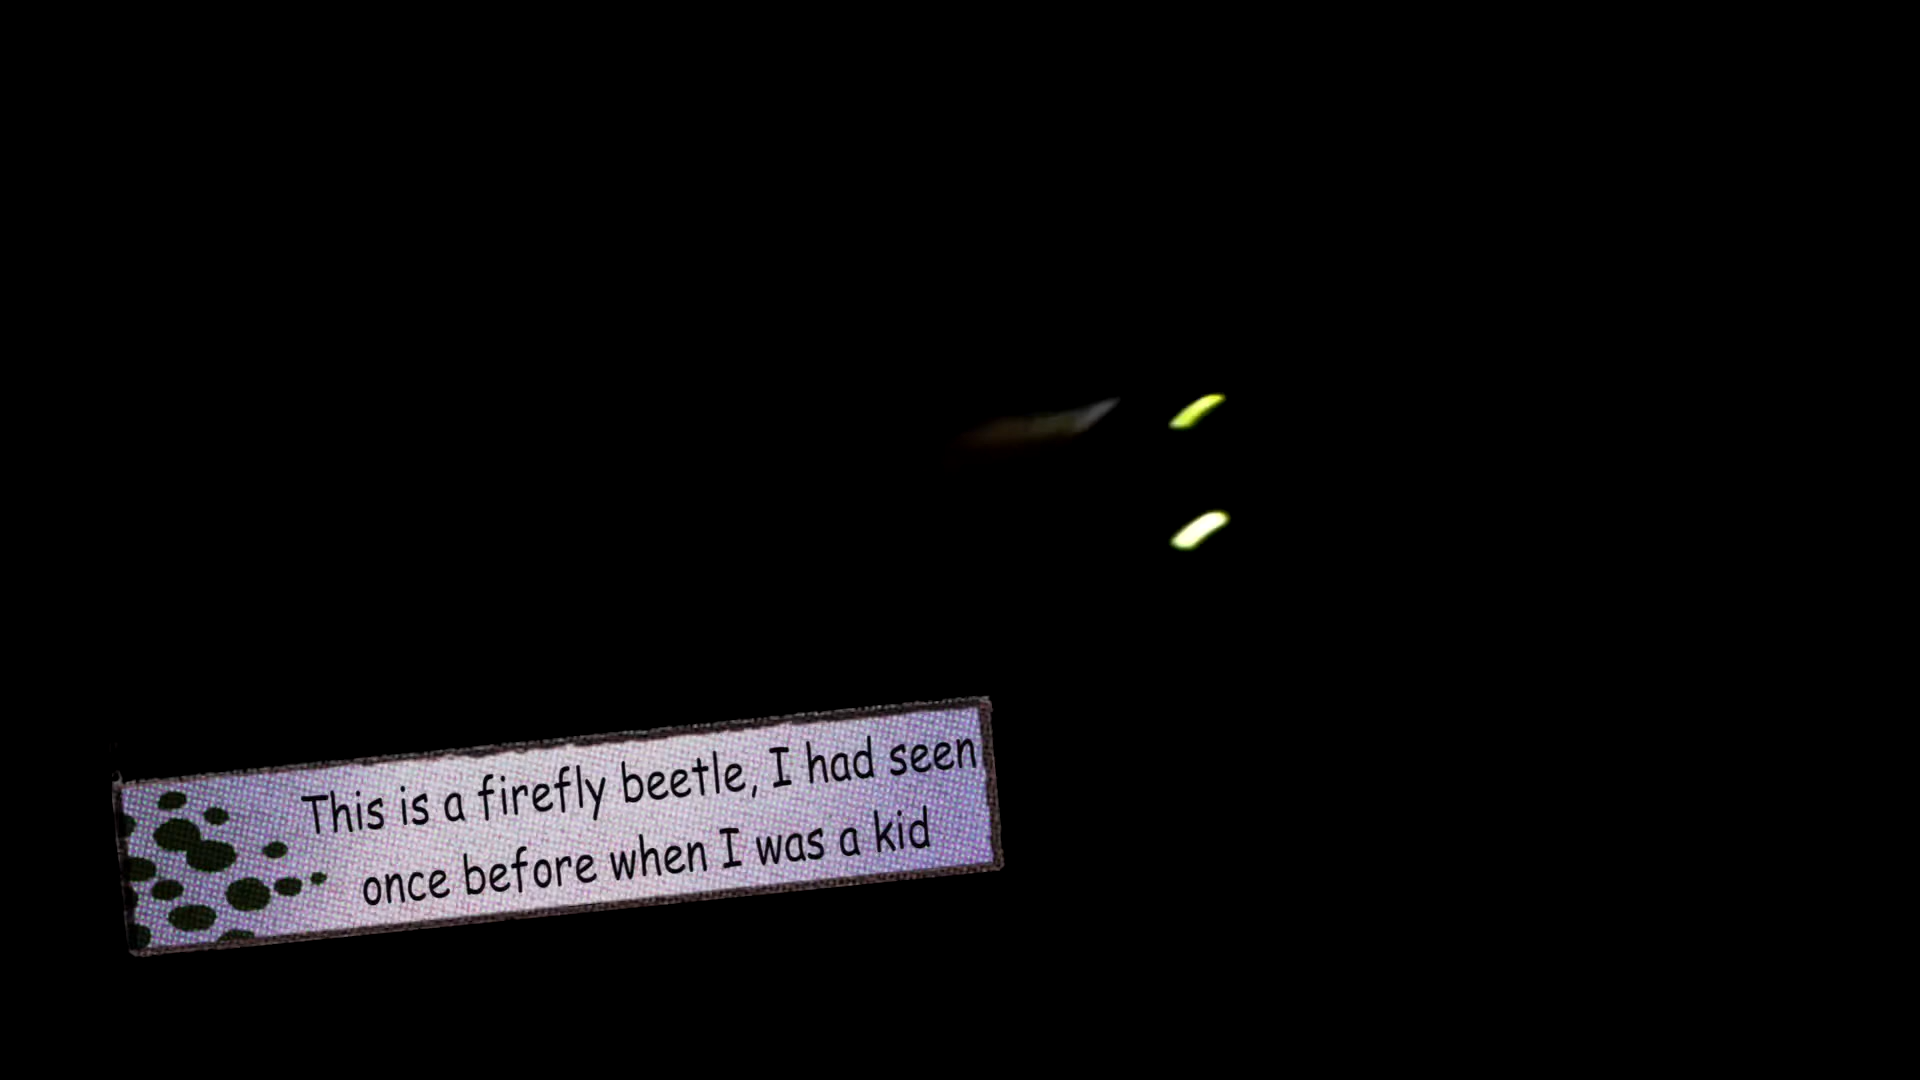 This is a firefly beetle, I had seen
once before when I was a kid